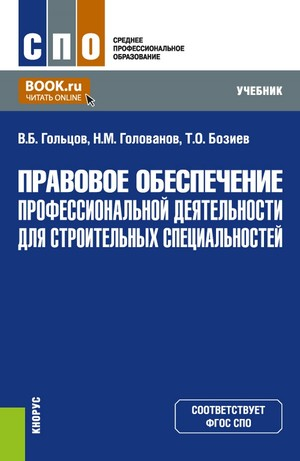 СПО
СРЕДНЕЕ
ПРОФЕССИОНАЛЬНОЕ
ОБРАЗОВАНИЕ
BOOK.ru
ЧИТАТЬ ONLINE
УЧЕБНИК
В.Б. Гольцов, Н.М. Голованов, Т.О. Бозиев
ПРАВОВОЕ ОБЕСПЕЧЕНИЕ
ПРОФЕССИОНАЛЬНОЙ ДЕЯТЕЛЬНОСТИ
ДЛЯ СТРОИТЕЛЬНЫХ СПЕЦИАЛЬНОСТЕЙ
КНОРУС
СООТВЕТСТВУЕТ
ФГОС СПО